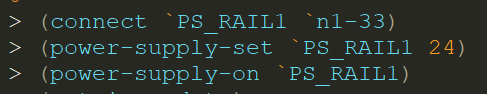 > (connect `PS_RAIL1 `n1-33)
> (power-supply-set `PS_RAIL1 24)
> (power-supply-on `PS_RAIL1)